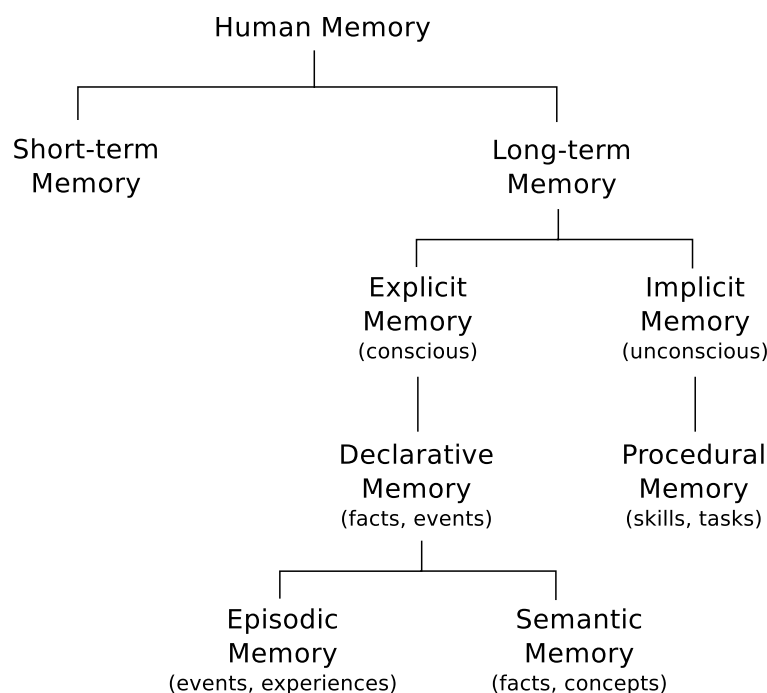 Human Memory
Short-term
Memory
Long-term
Memory
Explicit
Memory
(conscious)
Implicit
Memory
(unconscious)
Declarative
Memory
(facts, events)
Procedural
Memory
(skills, tasks)
Episodic
Memory
(events, experiences)
Semantic
Memory
(facts, concepts)